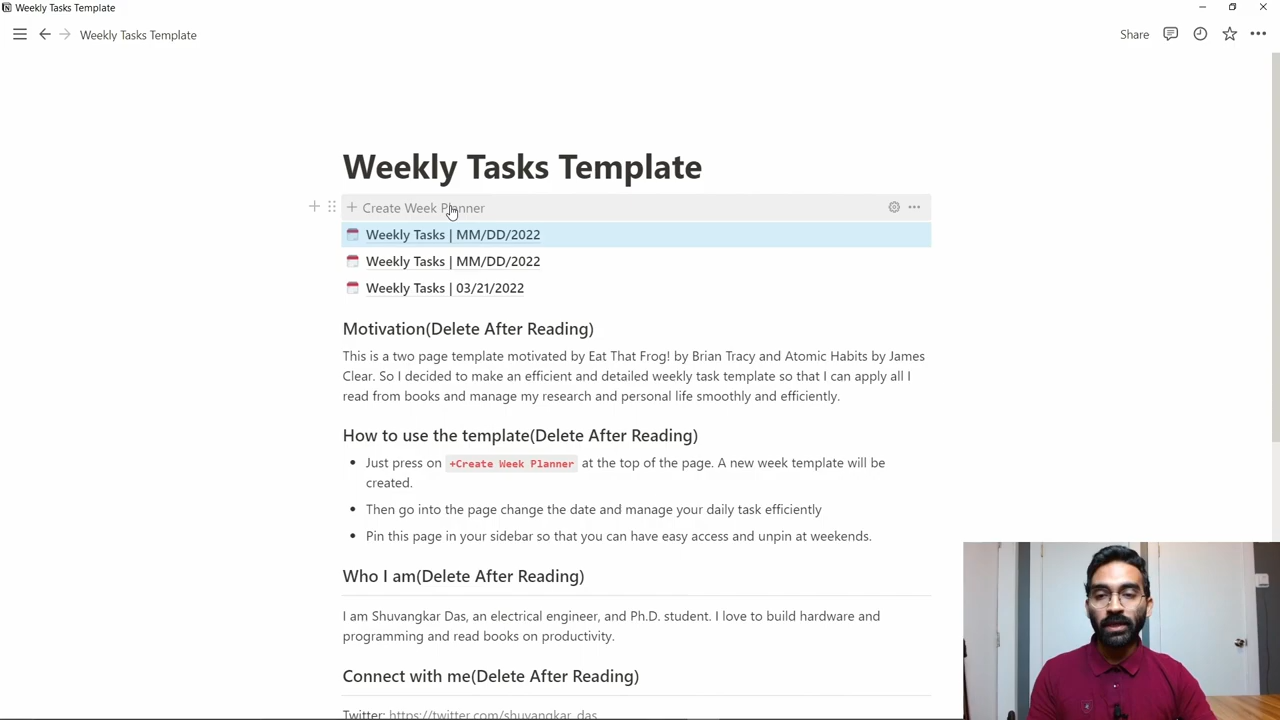 Weekly Tasks Template
Weekly Tasks Template
Share
Weekly Tasks Template
Create Week Planner
Weekly Tasks | MM/DD/2022
Weekly Tasks | MM/DD/2022
Weekly Tasks | 03/21/2022
Motivation(Delete After Reading)
This is a two page template motivated by Eat That Frog! by Brian Tracy and Atomic Habits by James
Clear. So I decided to make an efficient and detailed weekly task template so that I can apply all I
read from books and manage my research and personal life smoothly and efficiently.
How to use the template(Delete After Reading)
Just press on +Create Week Planner at the top of the page. A new week template will be
created.
Then go into the page change the date and manage your daily task efficiently
Pin this page in your sidebar so that you can have easy access and unpin at weekends.
Who I am(Delete After Reading)
I am Shuvangkar Das, an electrical engineer, and Ph.D. student. I love to build hardware and
programming and read books on productivity.
Connect with me(Delete After Reading)
Twitter: https://twitter.com/shuvangkar_das